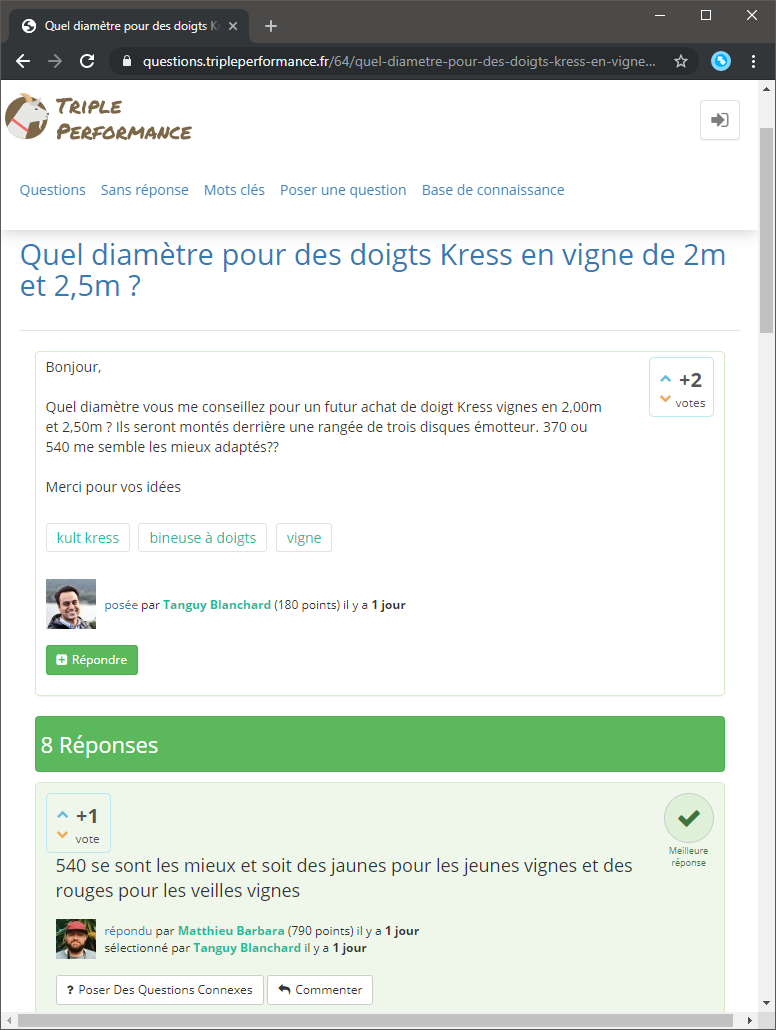 Quel diamètre pour des doigts K
questions.tripleperformance.fr/64/quel-diametre-pour-des-doigts-kress-en-vigne...
TRIPLE
PERFORMANCE
Questions Sans réponse Mots clés Poser une question Base de connaissance
Quel diamètre pour des doigts Kress en vigne de 2m
et 2,5m ?
Bonjour,
+2
votes
Quel diamètre vous me conseillez pour un futur achat de doigt Kress vignes en 2,00m
et 2,50m ? Ils seront montés derrière une rangée de trois disques émotteur. 370 ou
540 me semble les mieux adaptés??
Merci pour vos idées
kult kress bineuse à doigts vigne
posée par Tanguy Blanchard (180 points) il y a 1 jour
Répondre
8 Réponses
+1
vote
Meilleure
réponse
540 se sont les mieux et soit des jaunes pour les jeunes vignes et des
rouges pour les veilles vignes
répondu par Matthieu Barbara (790 points) il y a 1 jour
sélectionné par Tanguy Blanchard il y a 1 jour
? Poser Des Questions Connexes Commenter